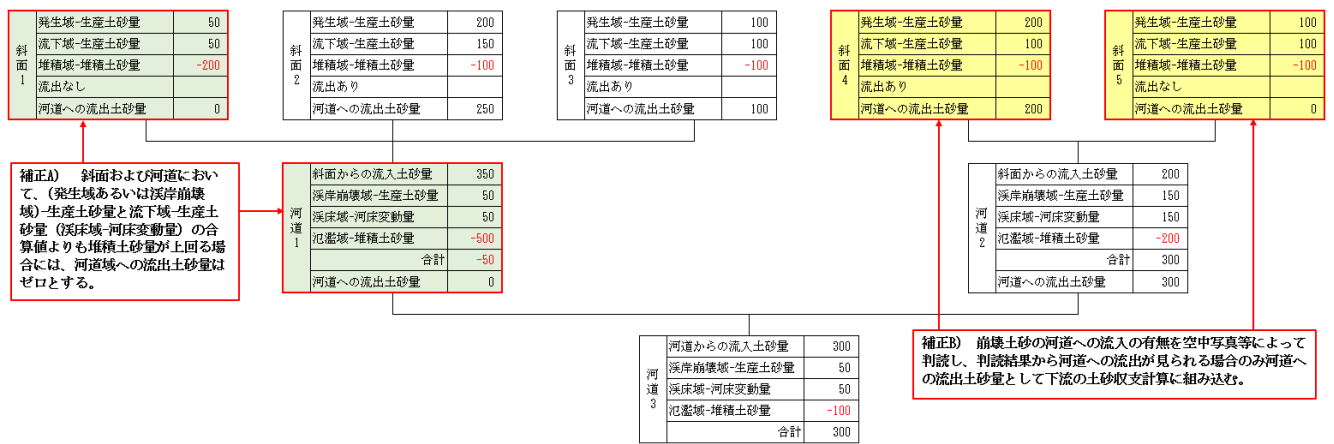 斜面1
発生域-生産土砂量 50
流下域-生産土砂量 50
堆積域-堆積土砂量 -200
流出なし
河道への流出土砂量 0
斜面2
発生域-生産土砂量 200
流下域-生産土砂量 150
堆積域-堆積土砂量 -100
流出あり
河道への流出土砂量 250
斜面3
発生域-生産土砂量 100
流下域-生産土砂量 100
堆積域-堆積土砂量 -100
流出あり
河道への流出土砂量 100
斜面4
発生域-生産土砂量 200
流下域-生産土砂量 100
堆積域-堆積土砂量 -100
流出あり
河道への流出土砂量 200
斜面5
発生域-生産土砂量 100
流下域-生産土砂量 100
堆積域-堆積土砂量 -100
流出なし
河道への流出土砂量 0
補正A) 斜面および河道におい
て、(発生域あるいは渓岸崩壊
域)-生産土砂量と流下域-生産土
砂量(渓床域-河床変動量)の合
算値よりも堆積土砂量が上回る場
合には、河道域への流出土砂量は
ゼロとする。
河道1
斜面からの流入土砂量 350
渓岸崩壊域-生産土砂量 50
渓床域-河床変動量 50
氾濫域-堆積土砂量 -500
合計 -50
河道への流出土砂量 0
河道2
斜面からの流入土砂量 200
渓岸崩壊域-生産土砂量 150
渓床域-河床変動量 150
氾濫域-堆積土砂量 -200
合計 300
河道への流出土砂量 300
河道3
河道からの流入土砂量 300
渓岸崩壊域-生産土砂量 50
渓床域-河床変動量 50
氾濫域-堆積土砂量 -100
合計 300
補正B) 崩壊土砂の河道への流入の有無を空中写真等によって
判読し、判読結果から河道への流出が見られる場合のみ河道へ
の流出土砂量として下流の土砂収支計算に組み込む。